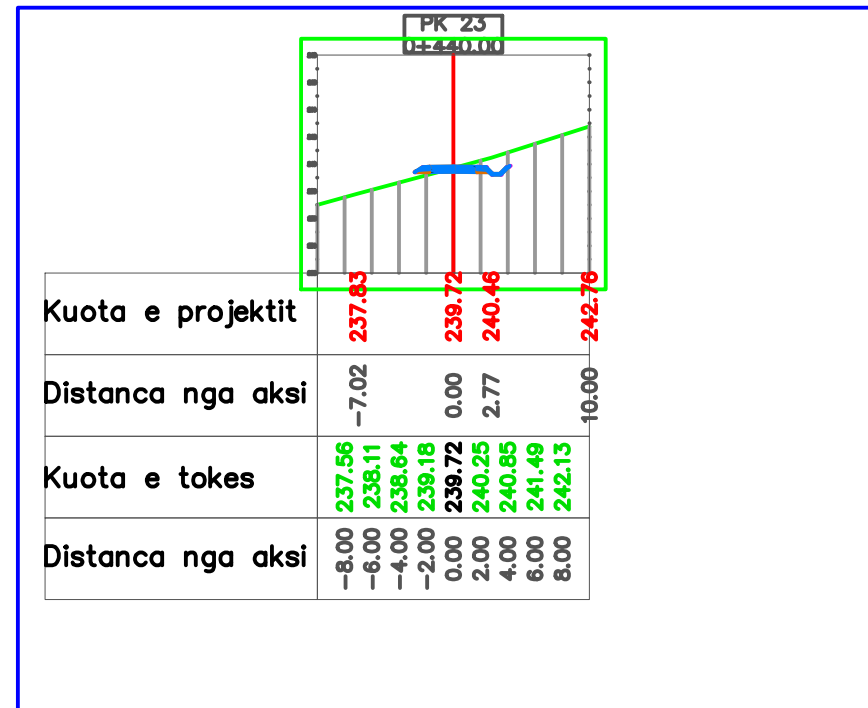 PK 23
0+440.00
Kuota e projektit 237.83 239.72 240.46 242.76
Distanca nga aksi -7.02 0.00 2.77 10.00
Kuota e tokes 237.56 238.11 238.64 239.18 239.72 240.25 240.85 241.49 242.13
Distanca nga aksi -8.00 -6.00 -4.00 -2.00 0.00 2.00 4.00 6.00 8.00